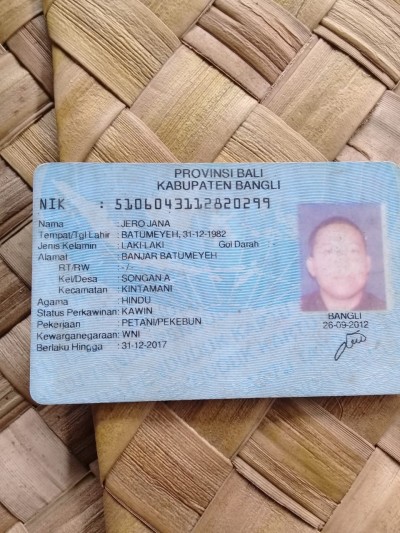 PROVINSI BALI
KABUPATEN BANGLI
NIK : 5106043112820299
Nama : JERO JANA
Tempat/Tgl Lahir : BATUMEYEH, 31-12-1982
Jenis Kelamin : LAKI-LAKI Gol Darah
Alamat : BANJAR BATUMEYEH
RT/RW : - / -
Kel/Desa : SONGAN A
Kecamatan : KINTAMANI
Agama : HINDU
Status Perkawinan: KAWIN
Pekerjaan : PETANI/PEKEBUN
Kewarganegaraan: WNI
Berlaku Hingga : 31-12-2017
BANGLI
26-09-2012